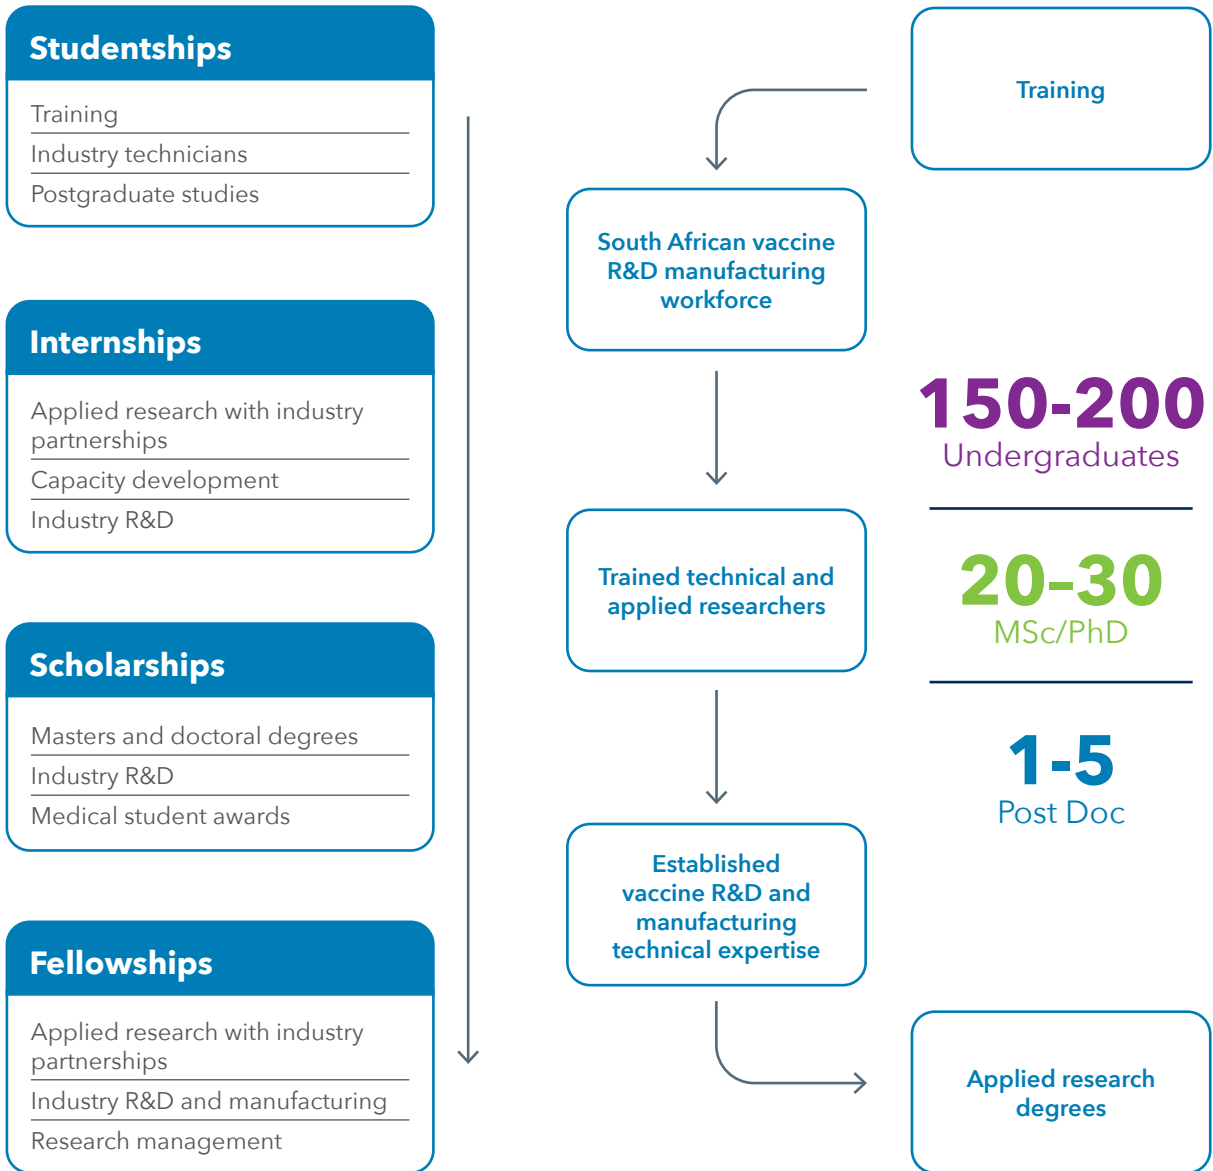 Studentships
Training
Industry technicians
Postgraduate studies
Internships
Applied research with industry
partnerships
Capacity development
Industry R&D
Scholarships
Masters and doctoral degrees
Industry R&D
Medical student awards
Fellowships
Applied research with industry
partnerships
Industry R&D and manufacturing
Research management
Training
South African vaccine
R&D manufacturing
workforce
Trained technical and
applied researchers
Established
vaccine R&D and
manufacturing
technical expertise
Applied research
degrees
150-200
Undergraduates
20–30
MSc/PhD
1-5
Post Doc